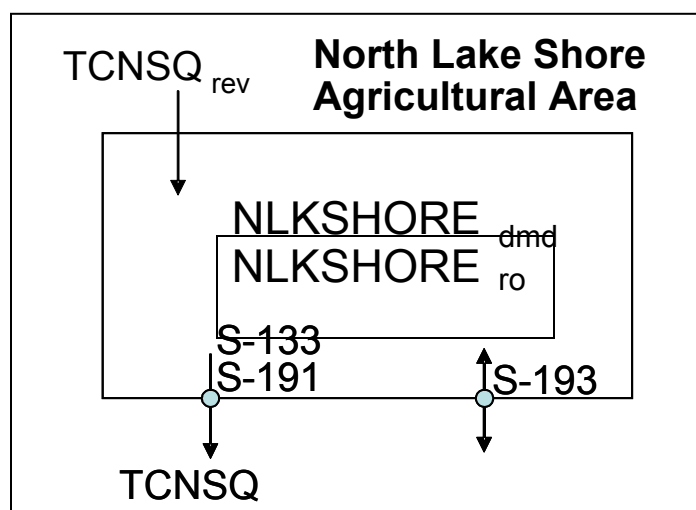 TCNSQ rev
North Lake Shore
Agricultural Area
NLKSHORE dmd
NLKSHORE ro
S-133
S-191
S-193
TCNSQ